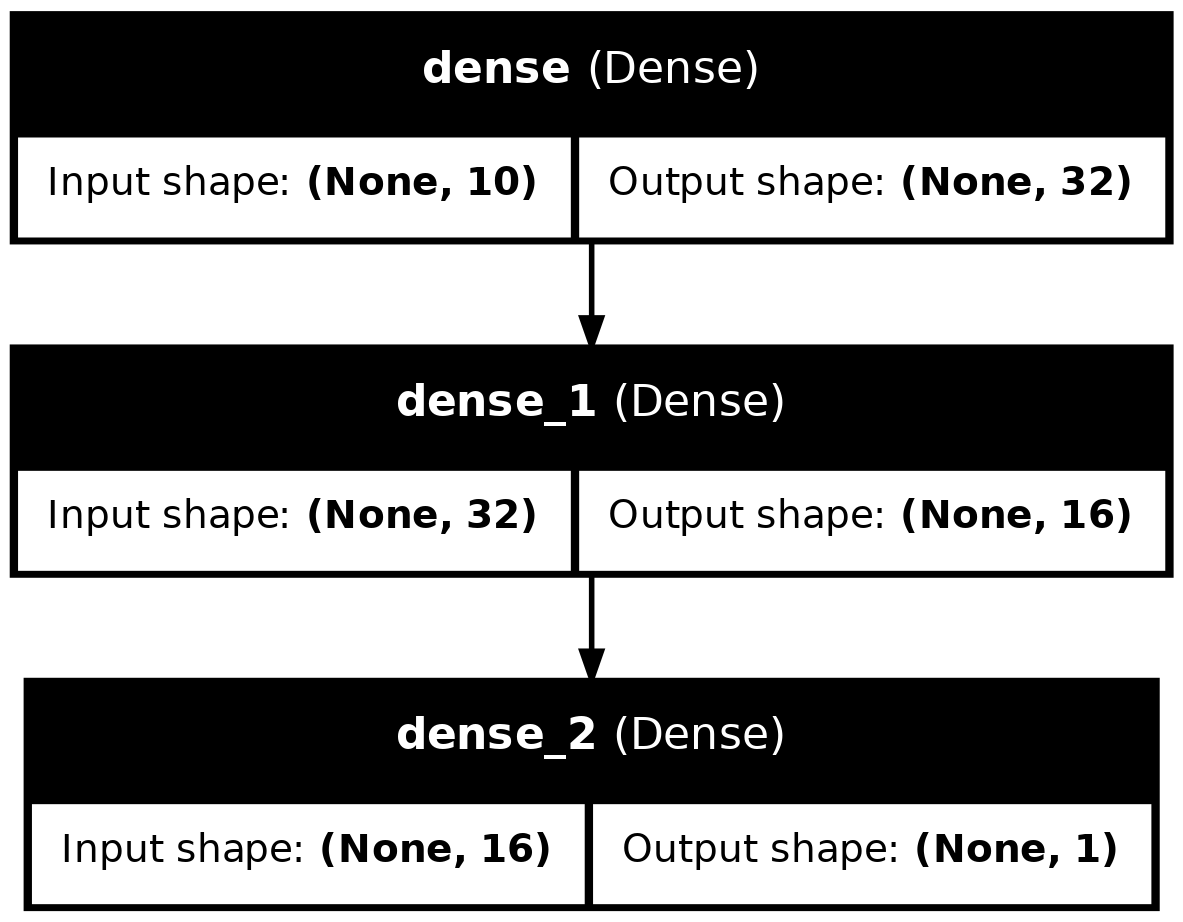 dense (Dense)
Input shape: (None, 10) Output shape: (None, 32)
dense_1 (Dense)
Input shape: (None, 32) Output shape: (None, 16)
dense_2 (Dense)
Input shape: (None, 16) Output shape: (None, 1)